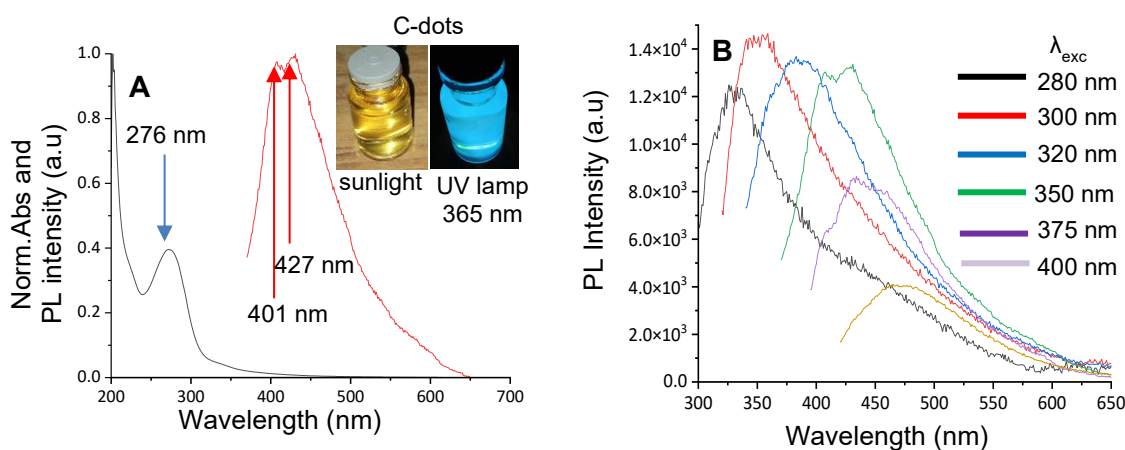 C-dots
A
276 nm
427 nm
401 nm
sunlight
UV lamp
365 nm
Norm.Abs and
PL intensity (a.u)
1.0
0.8
0.6
0.4
0.2
0.0
200 300 400 500 600 700
Wavelength (nm)
B
λexc
280 nm
300 nm
320 nm
350 nm
375 nm
400 nm
PL Intensity (a.u)
1.4×10⁴
1.2×10⁴
1.0×10⁴
8.0×10³
6.0×10³
4.0×10³
2.0×10³
0.0
300 350 400 450 500 550 600 650
Wavelength (nm)